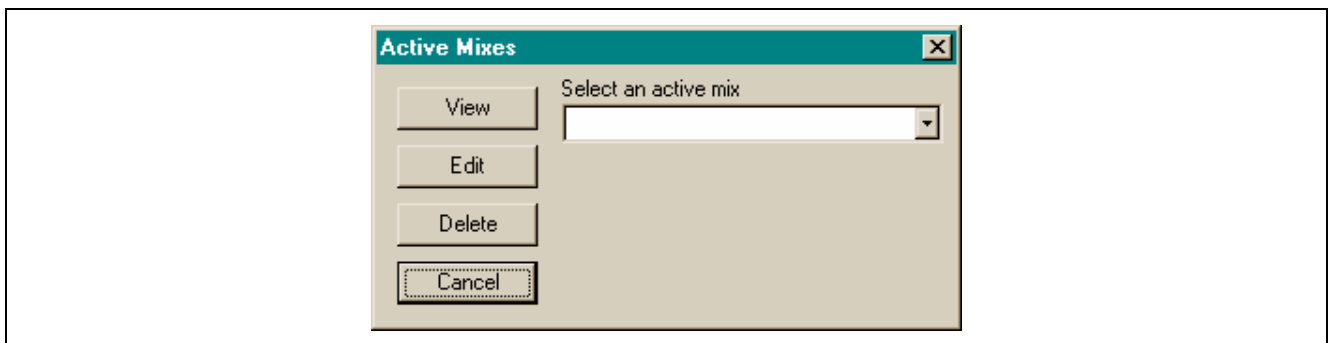 Active Mixes
Select an active mix
View
Edit
Delete
Cancel